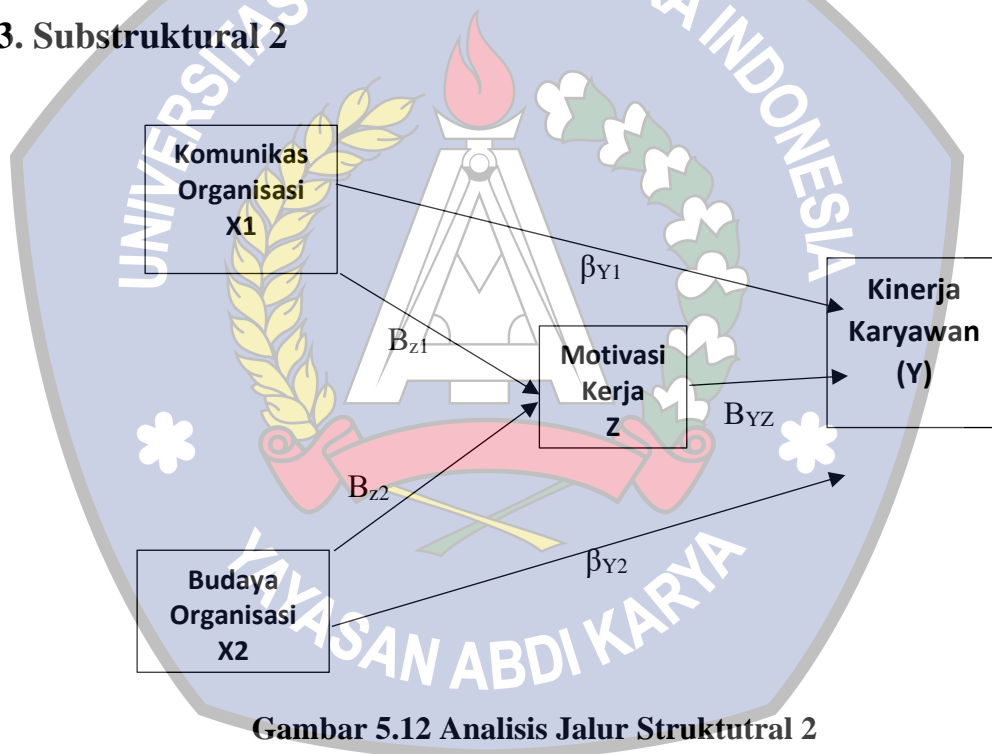 3. Substruktural 2
UNIVERSITAS
INDONESIA
Komunikas
Organisasi
X1
βY1
Kinerja
Karyawan
(Y)
Bz1
Motivasi
Kerja
Z
BYZ
Bz2
Budaya
Organisasi
X2
βY2
YAYASAN ABDI KARYA
Gambar 5.12 Analisis Jalur Struktutral 2